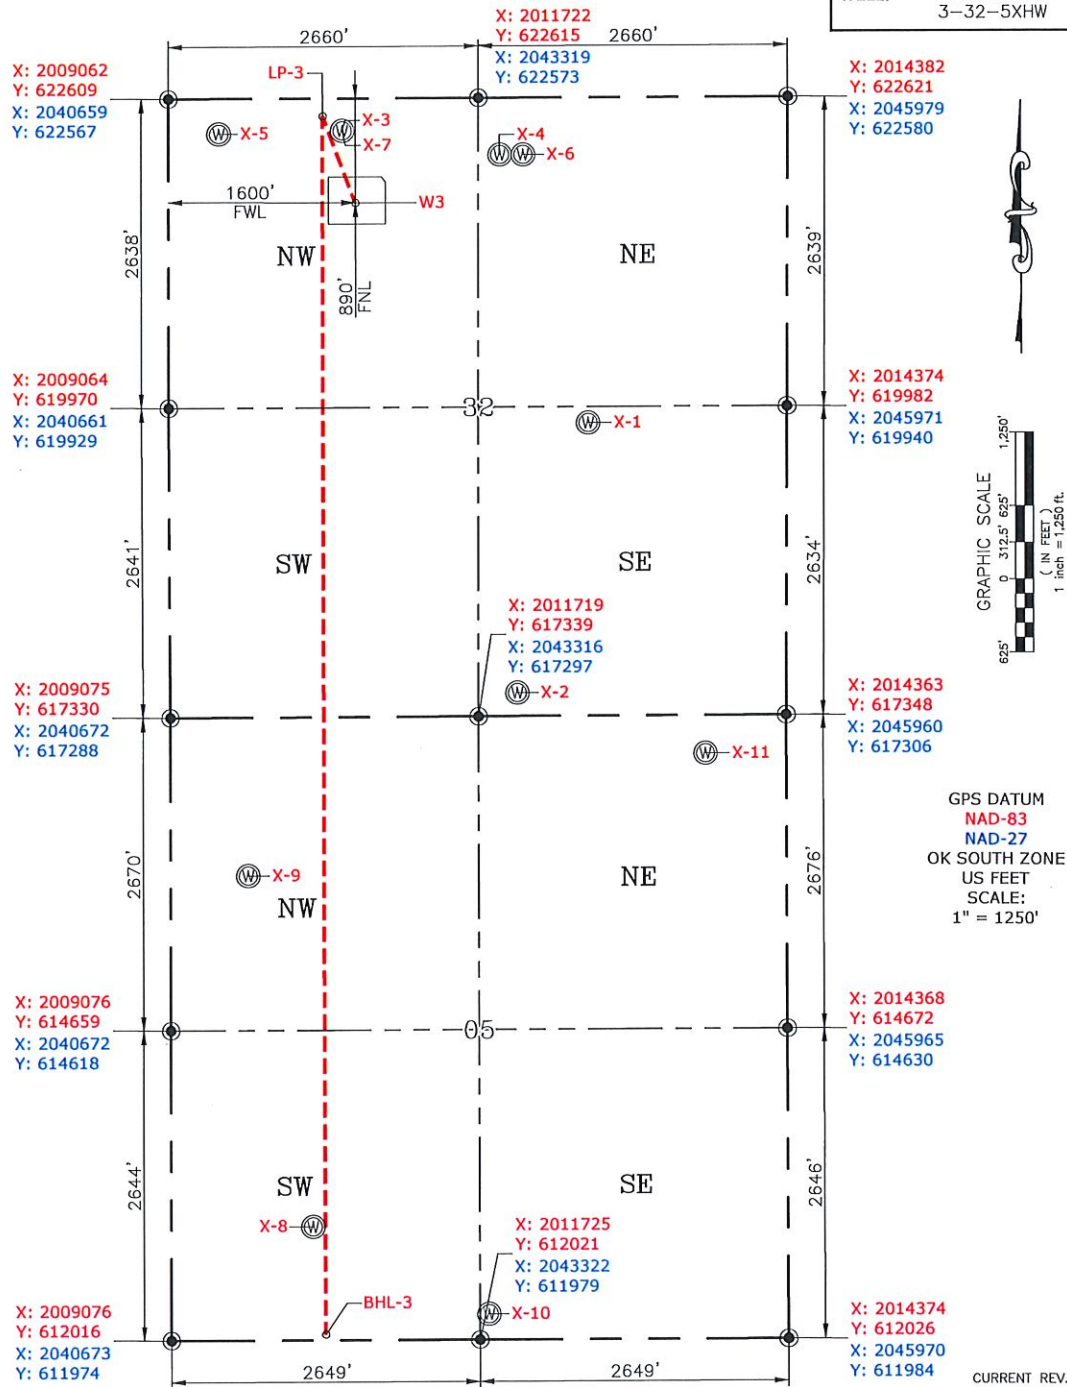 3-32-5XHW
X: 2011722
Y: 622615
X: 2043319
Y: 622573
2660'
2660'
X: 2009062
Y: 622609
X: 2040659
Y: 622567
LP-3
X: 2014382
Y: 622621
X: 2045979
Y: 622580
W X-5
W X-3
X-7
X-4
W W X-6
1600'
FWL
W3
NW
NE
890'
FNL
2638'
2639'
X: 2009064
Y: 619970
X: 2040661
Y: 619929
32
W X-1
X: 2014374
Y: 619982
X: 2045971
Y: 619940
GRAPHIC SCALE
1,250'
625'
312.5'
0
625'
( IN FEET )
1 inch = 1,250 ft.
SW
SE
2641'
2634'
X: 2011719
Y: 617339
X: 2043316
Y: 617297
X: 2009075
Y: 617330
X: 2040672
Y: 617288
W X-2
X: 2014363
Y: 617348
X: 2045960
Y: 617306
W X-11
GPS DATUM
NAD-83
NAD-27
OK SOUTH ZONE
US FEET
SCALE:
1" = 1250'
W X-9
NW
NE
2670'
2676'
X: 2009076
Y: 614659
X: 2040672
Y: 614618
05
X: 2014368
Y: 614672
X: 2045965
Y: 614630
SW
SE
2644'
2646'
X-8 W
X: 2011725
Y: 612021
X: 2043322
Y: 611979
BHL-3
W X-10
X: 2009076
Y: 612016
X: 2040673
Y: 611974
X: 2014374
Y: 612026
X: 2045970
Y: 611984
2649'
2649'
CURRENT REV.